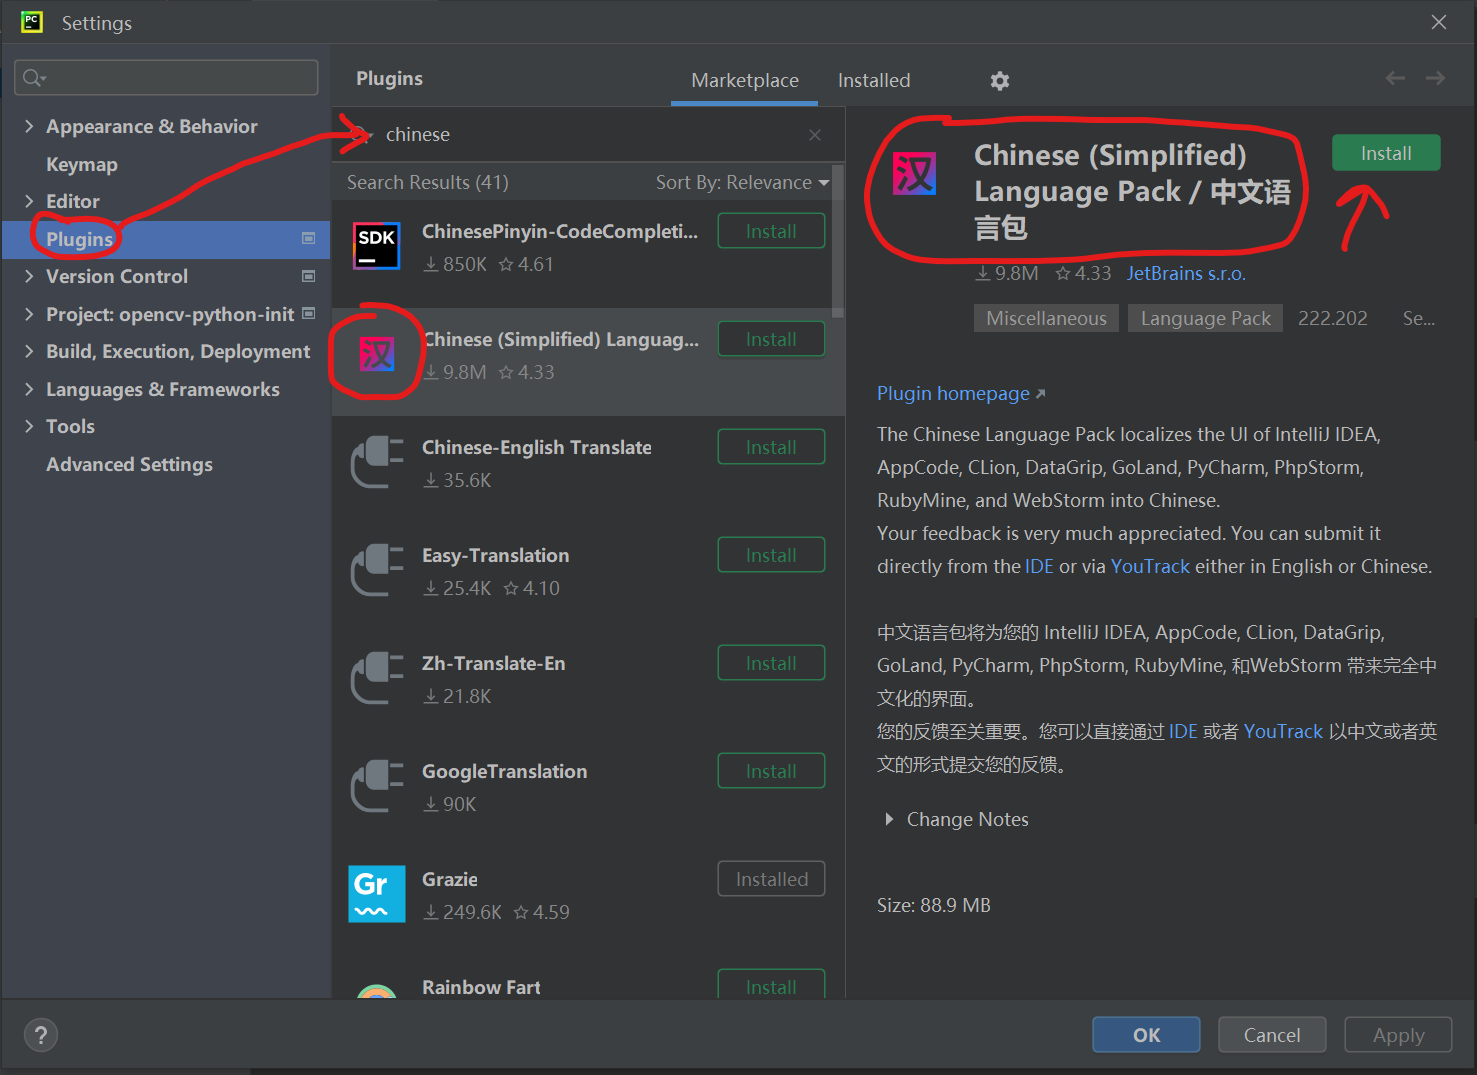 PC
Settings
Appearance & Behavior
Keymap
Editor
Plugins
Version Control
Project: opencv-python-init
Build, Execution, Deployment
Languages & Frameworks
Tools
Advanced Settings
Plugins
Marketplace
Installed
chinese
Search Results (41)
Sort By: Relevance
SDK
ChinesePinyin-CodeCompleti...
850K
4.61
Install
汉
Chinese (Simplified) Languag...
9.8M
4.33
Install
Chinese-English Translate
35.6K
Install
Easy-Translation
25.4K
4.10
Install
Zh-Translate-En
21.8K
Install
GoogleTranslation
90K
Install
Gr
Grazie
249.6K
4.59
Installed
Rainbow Fart
Install
汉
Chinese (Simplified)
Language Pack / 中文语
言包
Install
9.8M
4.33
JetBrains s.r.o.
Miscellaneous
Language Pack
222.202
Se...
Plugin homepage
The Chinese Language Pack localizes the UI of IntelliJ IDEA,
AppCode, CLion, DataGrip, GoLand, PyCharm, PhpStorm,
RubyMine, and WebStorm into Chinese.
Your feedback is very much appreciated. You can submit it
directly from the IDE or via YouTrack either in English or Chinese.
中文语言包将为您的 IntelliJ IDEA, AppCode, CLion, DataGrip,
GoLand, PyCharm, PhpStorm, RubyMine, 和WebStorm 带来完全中
文化的界面。
您的反馈至关重要。您可以直接通过 IDE 或者 YouTrack 以中文或者英
文的形式提交您的反馈。
Change Notes
Size: 88.9 MB
?
OK
Cancel
Apply